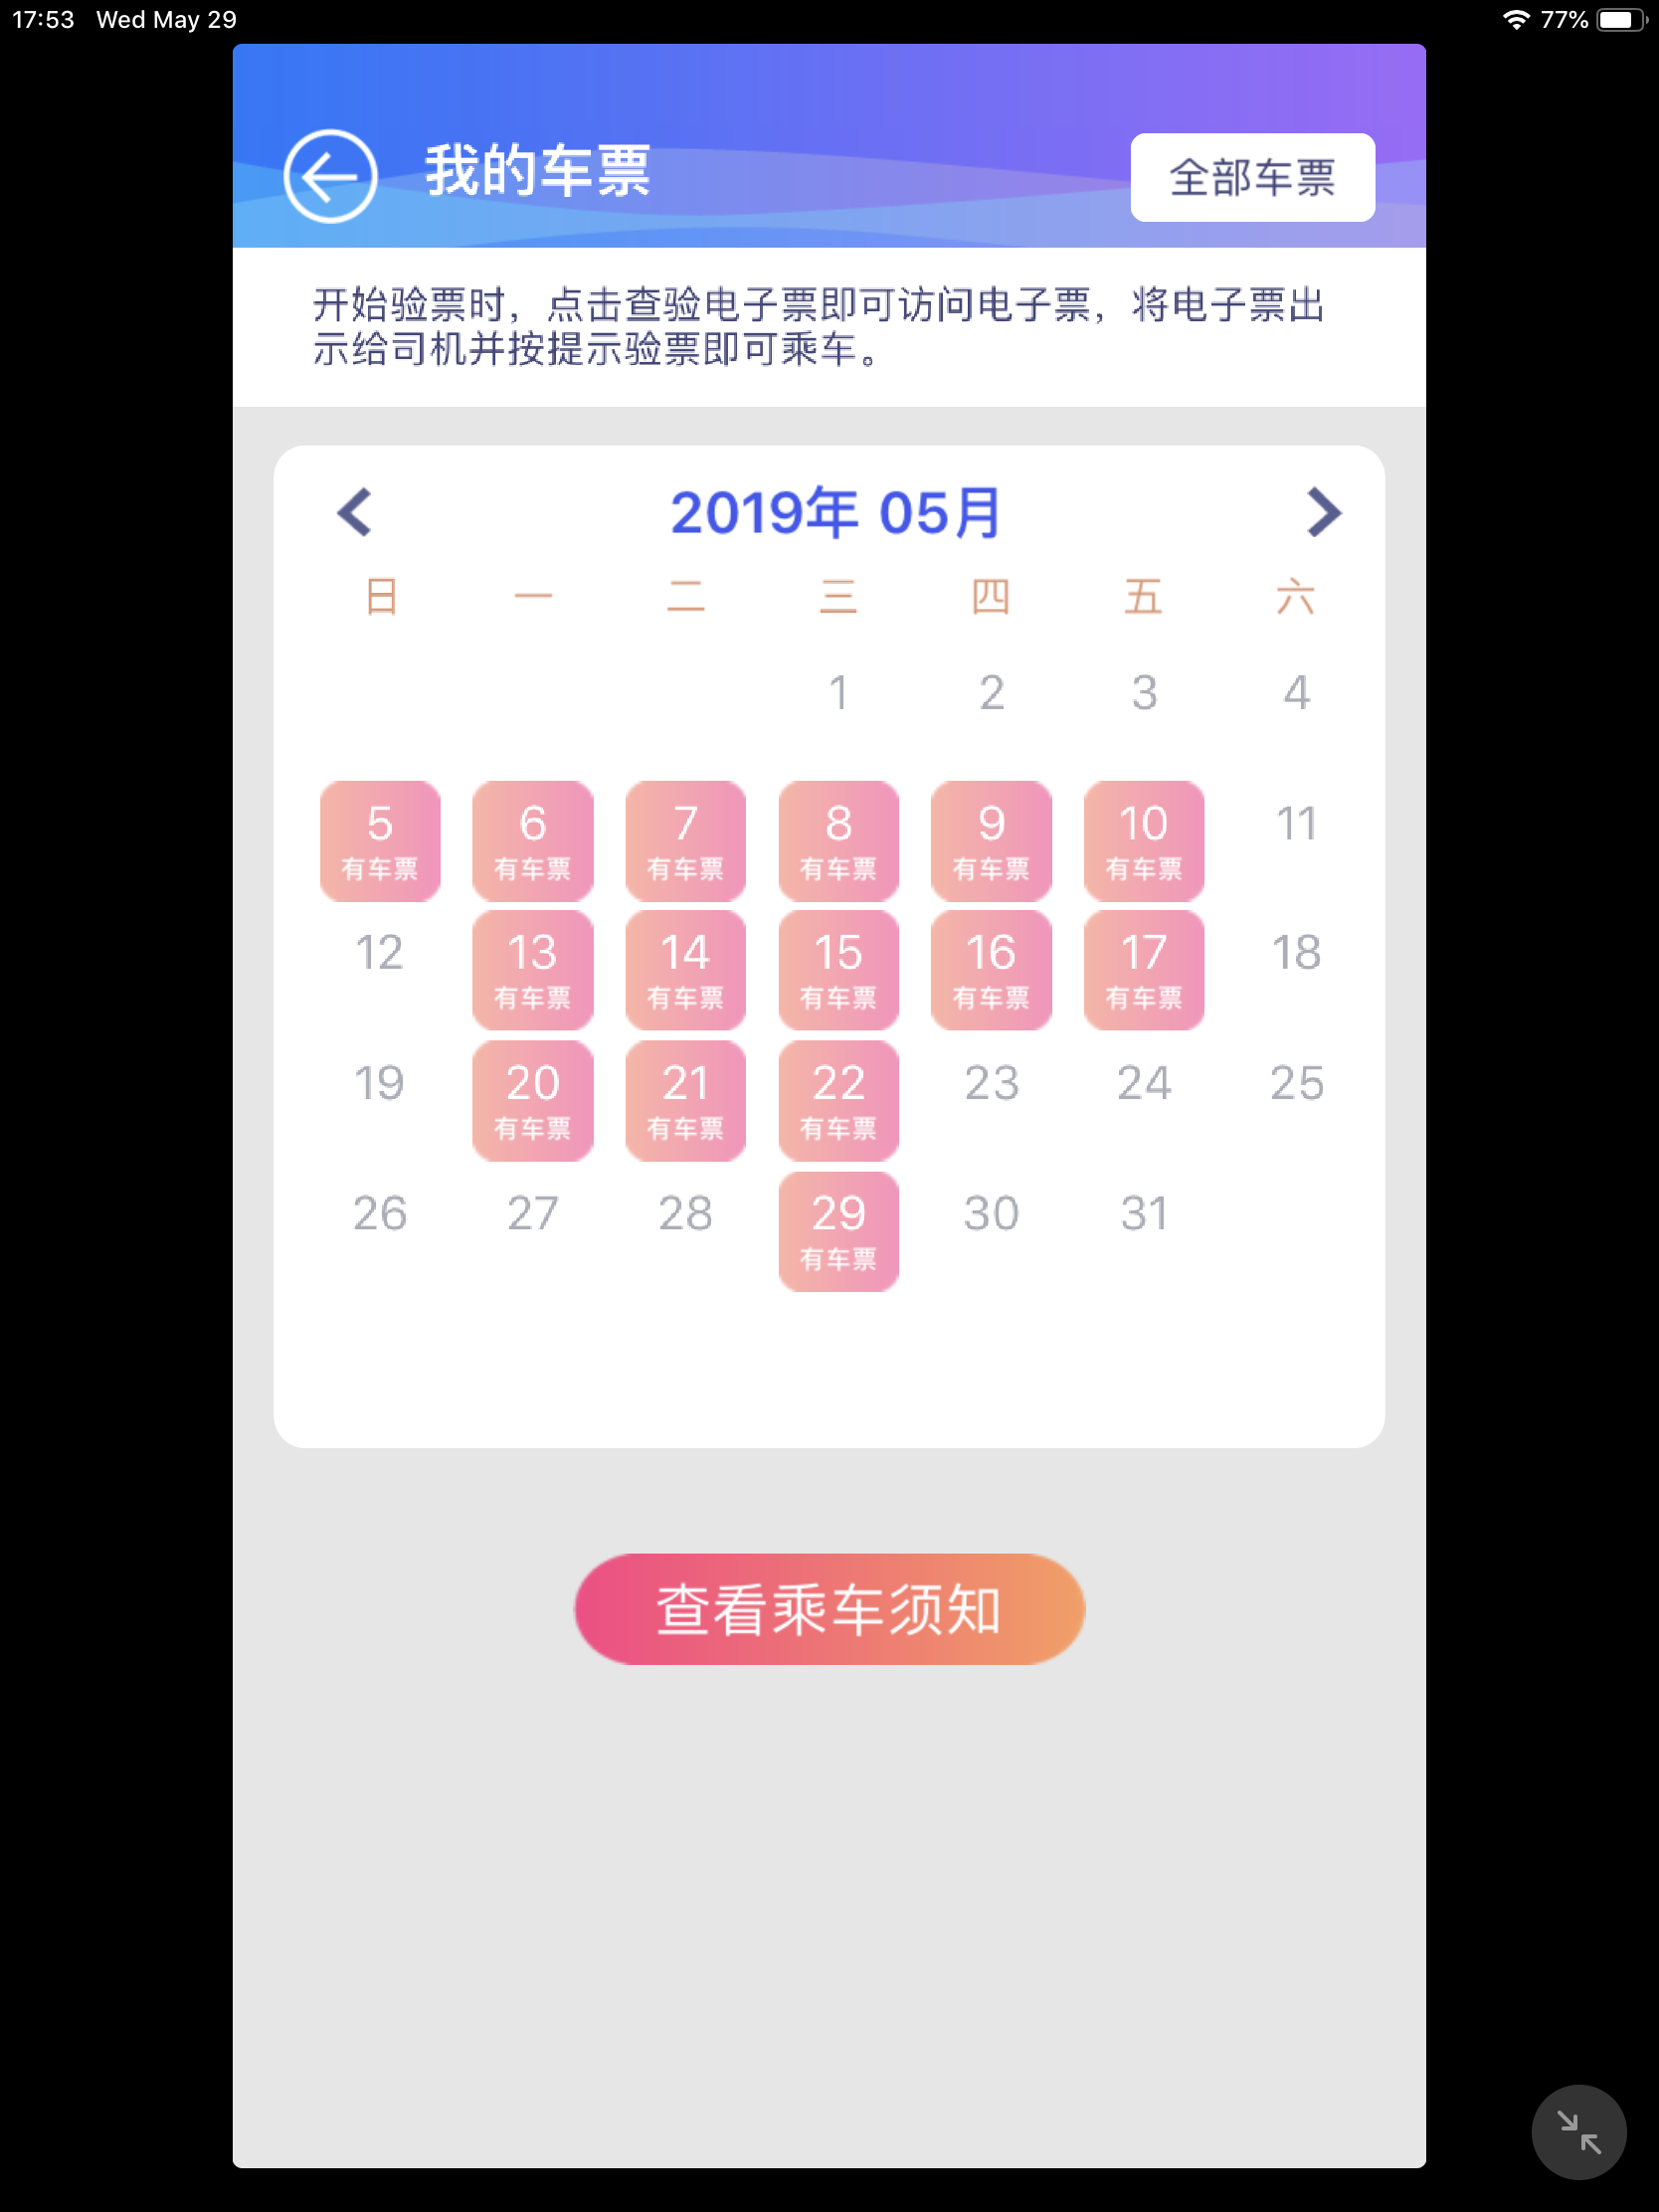 17:53 Wed May 29 77%
我的车票 全部车票
开始验票时，点击查验电子票即可访问电子票，将电子票出
示给司机并按提示验票即可乘车。
2019年 05月
日 一 二 三 四 五 六
1 2 3 4
5 6 7 8 9 10 11
有车票 有车票 有车票 有车票 有车票 有车票
12 13 14 15 16 17 18
有车票 有车票 有车票 有车票 有车票
19 20 21 22 23 24 25
有车票 有车票 有车票
26 27 28 29 30 31
有车票
查看乘车须知